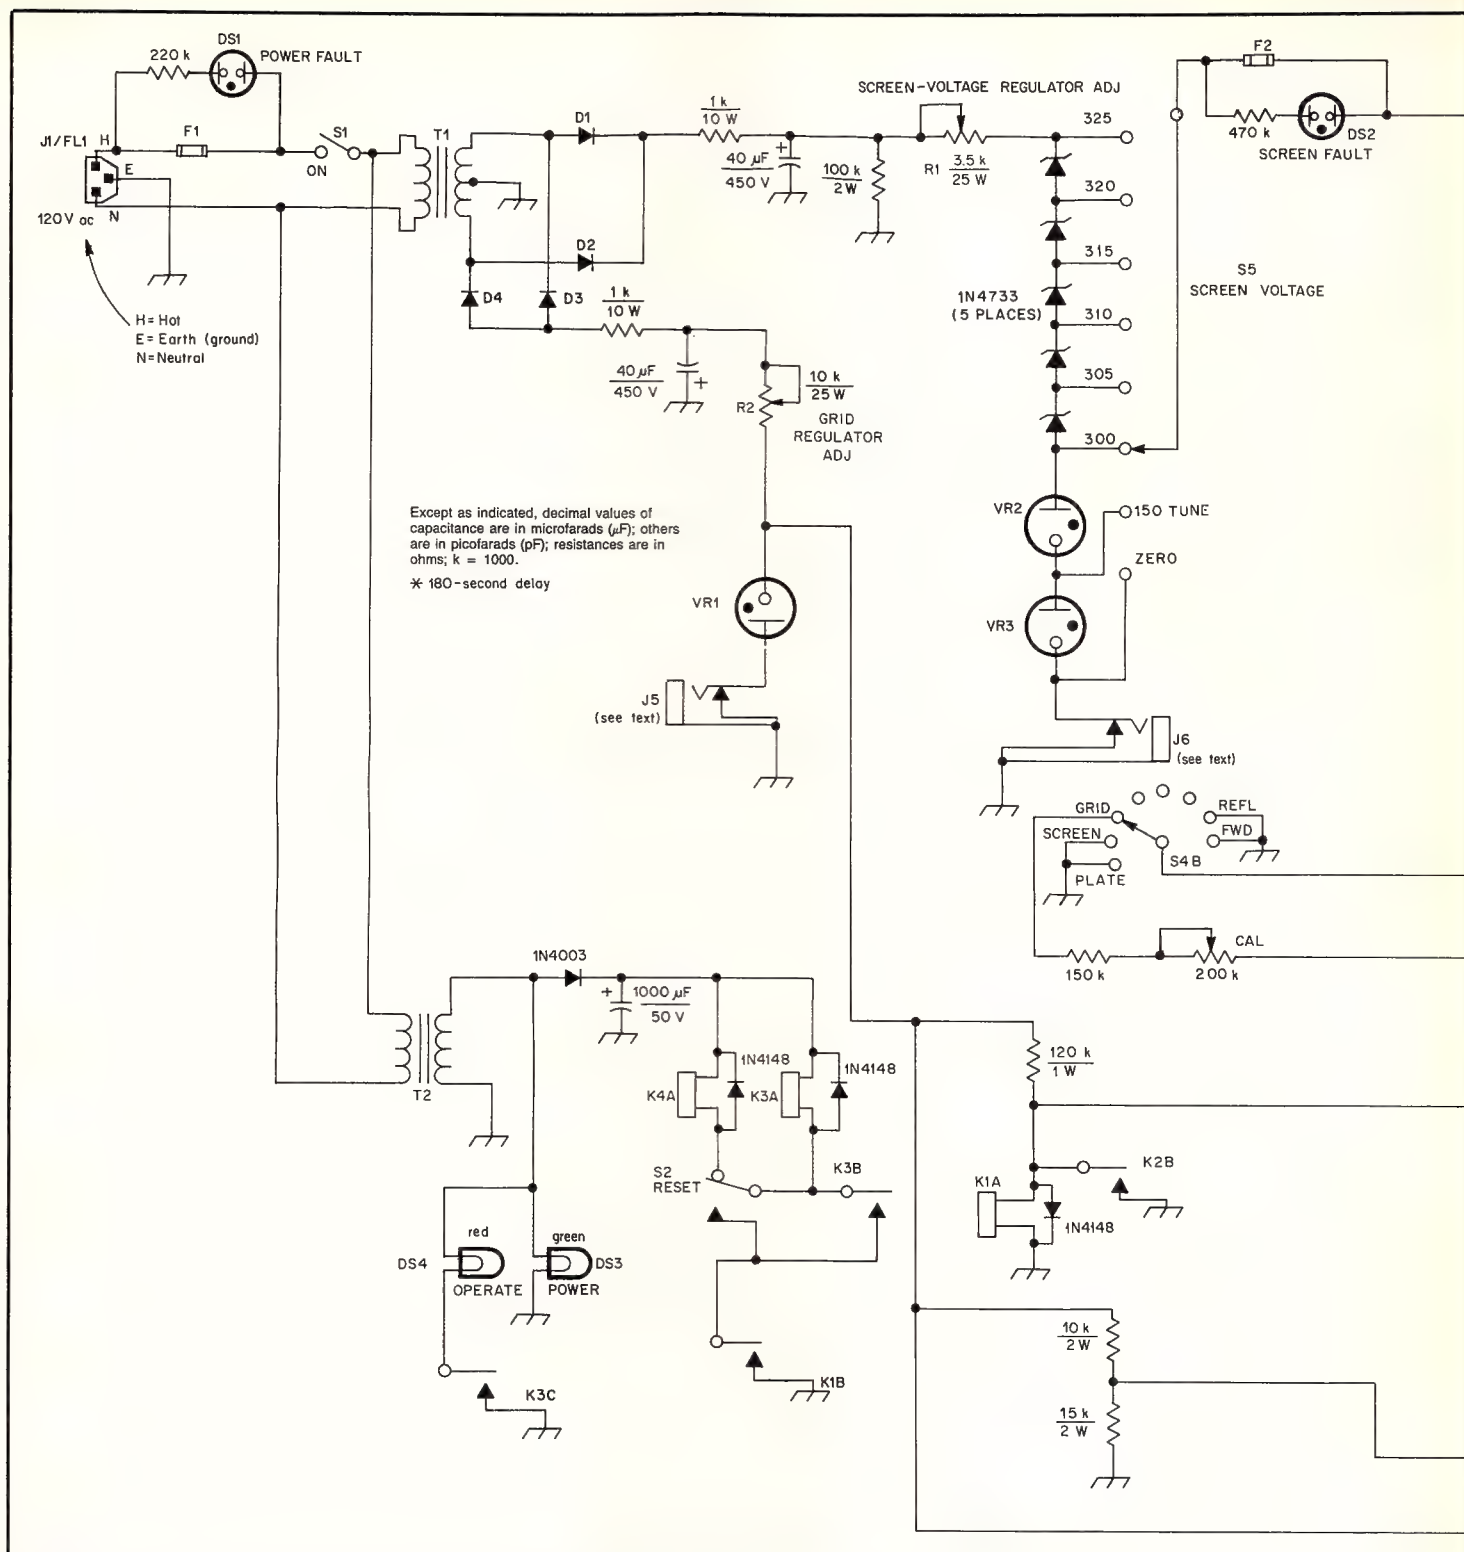 DS1
220 k
POWER FAULT
J1/FL1
H
F1
S1
ON
E
120V ac
N
H= Hot
E= Earth (ground)
N=Neutral
T1
D1
D2
D4
D3
1 k
10 W
40 µF
450 V
+
100 k
2W
SCREEN-VOLTAGE REGULATOR ADJ
R1
3.5 k
25 W
1 k
10 W
40 µF
450 V
+
R2
10 k
25W
GRID
REGULATOR
ADJ
325
320
315
310
305
300
1N4733
(5 PLACES)
S5
SCREEN VOLTAGE
F2
470 k
DS2
SCREEN FAULT
Except as indicated, decimal values of
capacitance are in microfarads (µF); others
are in picofarads (pF); resistances are in
ohms; k = 1000.
* 180-second delay
VR1
VR2
150 TUNE
ZERO
VR3
J5
(see text)
J6
(see text)
GRID
REFL
SCREEN
FWD
S4B
PLATE
CAL
150 k
200 k
1N4003
+
1000 µF
50 V
T2
K4A
1N4148
K3A
1N4148
S2
RESET
K3B
120 k
1 W
K1A
K2B
1N4148
red
green
DS4
DS3
OPERATE
POWER
K3C
K1B
10 k
2 W
15 k
2 W